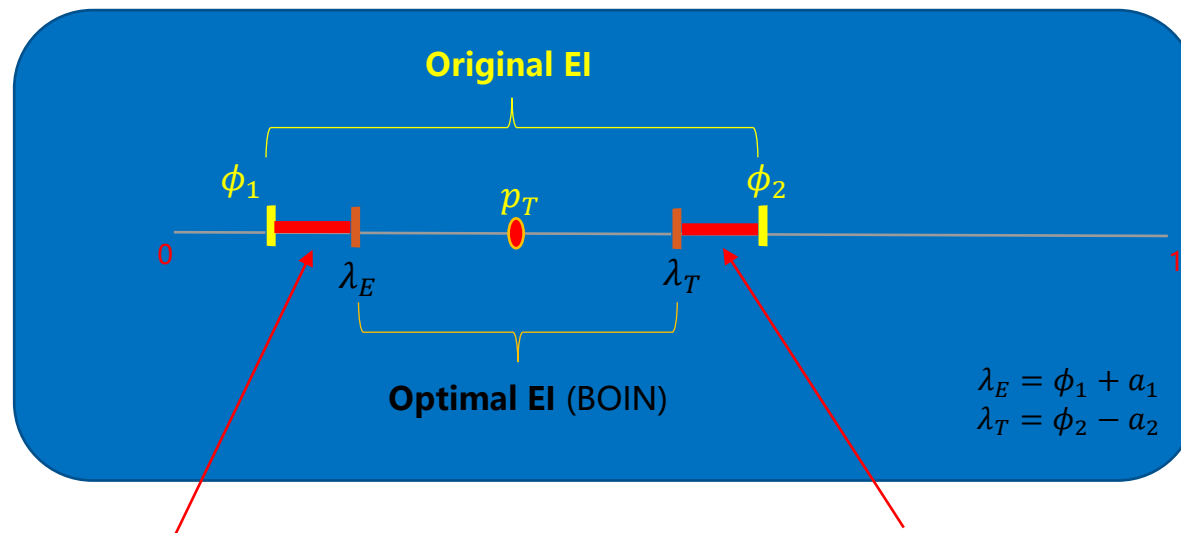 Original EI
ϕ₁
p_T
ϕ₂
0
1
λ_E
λ_T
Optimal EI (BOIN)
λ_E = ϕ₁ + a₁
λ_T = ϕ₂ − a₂